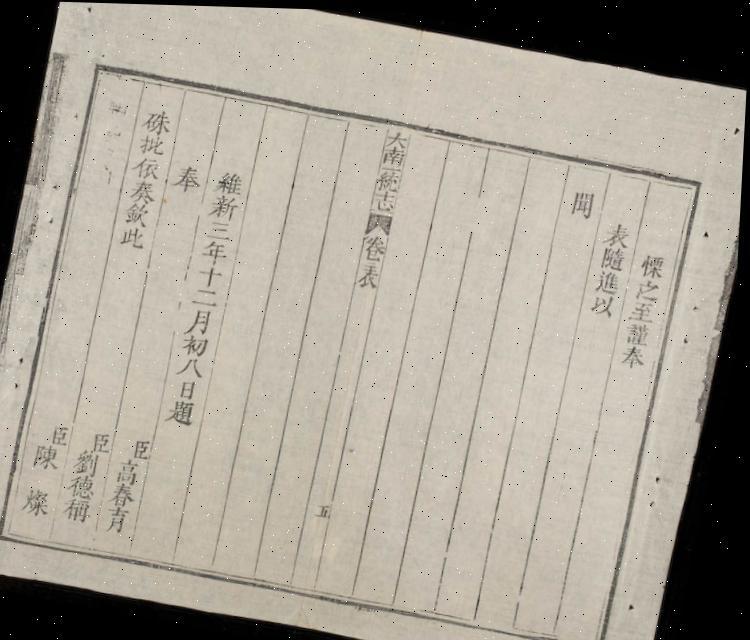 慄之至謹奉
表隨進以
聞
大南統志 卷 表
五
維新三年十二月初八日題
奉
硃批依奏欽此
臣高春育
臣劉德稱
臣陳燦